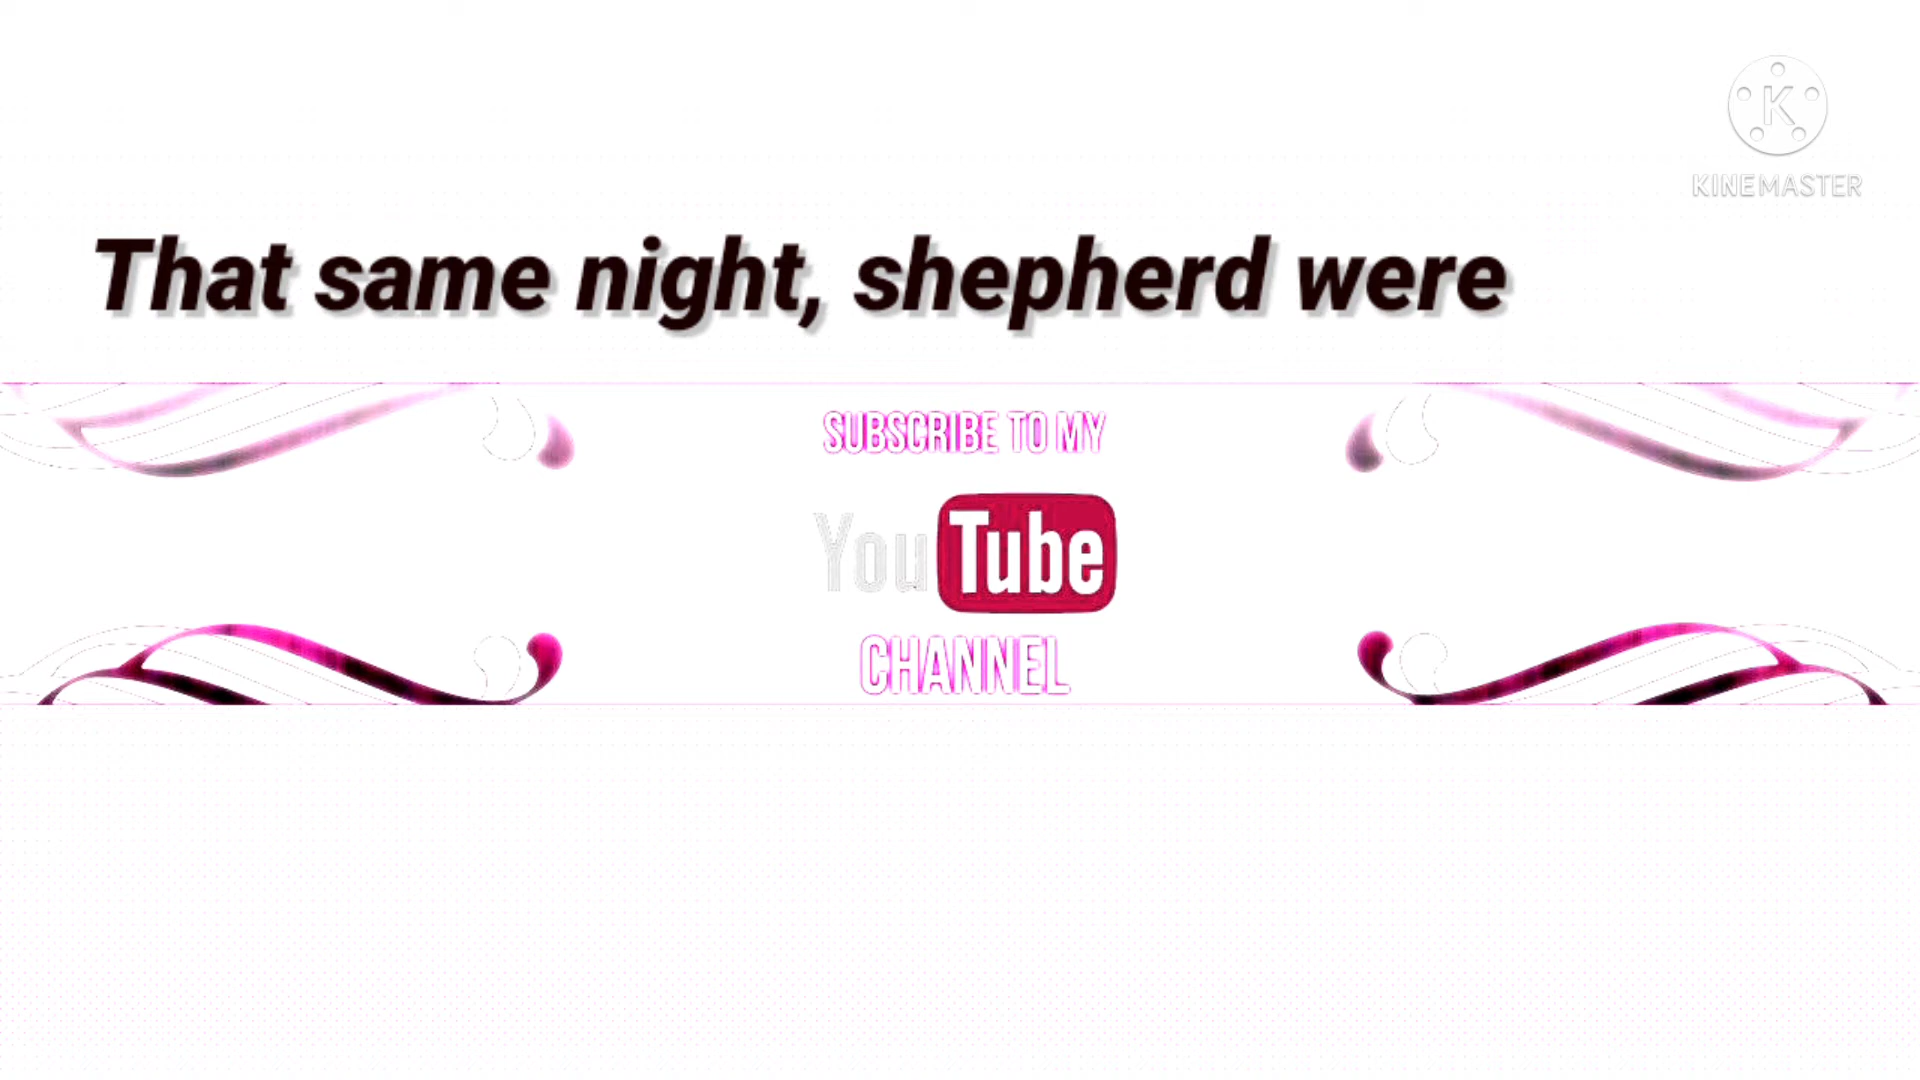 K
KINEMASTER
That same night, shepherd were
SUBSCRIBE TO MY
YouTube
CHANNEL